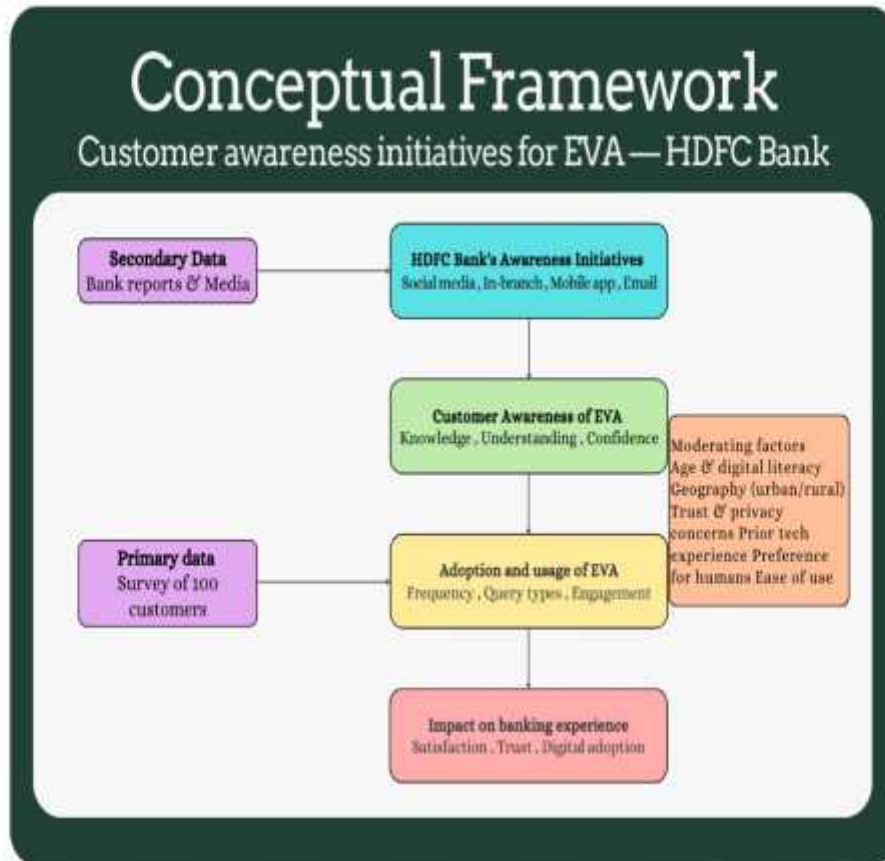 Conceptual Framework
Customer awareness initiatives for EVA — HDFC Bank
Secondary Data
Bank reports & Media
HDFC Bank's Awareness Initiatives
Social media , In-branch , Mobile app , Email
Customer Awareness of EVA
Knowledge , Understanding , Confidence
Moderating factors
Age & digital literacy
Geography (urban/rural)
Trust & privacy
concerns Prior tech
experience Preference
for humans Ease of use
Primary data
Survey of 100
customers
Adoption and usage of EVA
Frequency , Query types , Engagement
Impact on banking experience
Satisfaction , Trust , Digital adoption